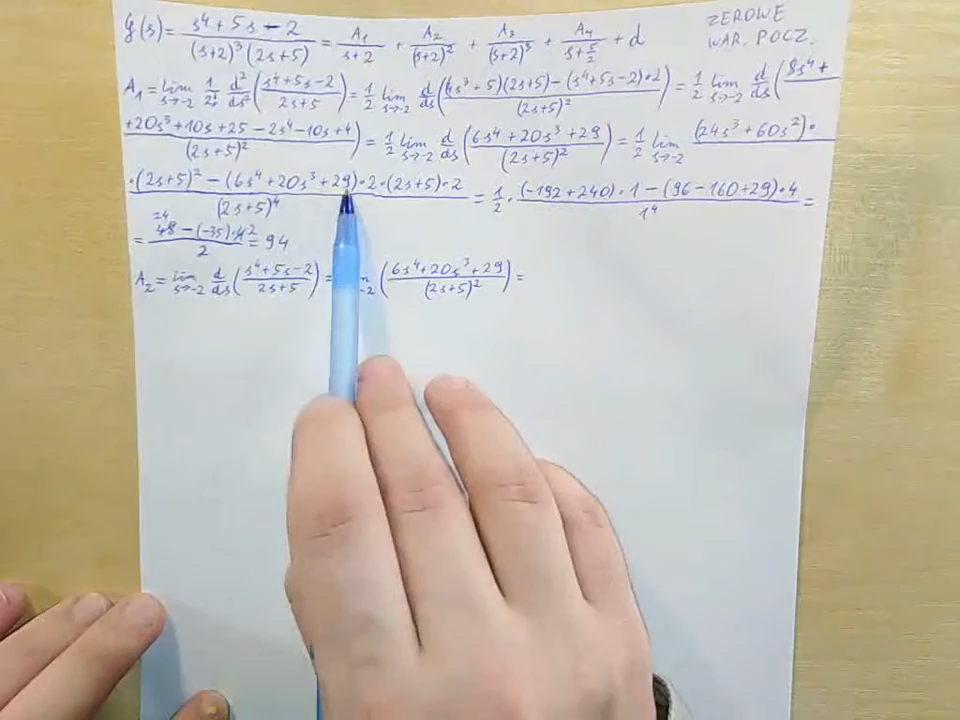 G(s) = (s⁴ + 5s - 2)/((s+2)³(2s+5)) = A₁/(s+2) + A₂/(s+2)² + A₃/(s+2)³ + A₄/(s+5/2) + d
ZEROWE
WAR. POCZ.
A₁ = lim s→-2 1/2! d²/ds² ((s⁴+5s-2)/(2s+5)) = 1/2 lim s→-2 d/ds (((4s³+5)(2s+5) - (s⁴+5s-2)·2)/(2s+5)²) = 1/2 lim s→-2 d/ds ((8s⁴ +
+20s³+10s+25 - 2s⁴-10s+4)/(2s+5)²) = 1/2 lim s→-2 d/ds ((6s⁴+20s³+29)/(2s+5)²) = 1/2 lim s→-2 (24s³ + 60s²)·
·(2s+5)² - (6s⁴+20s³+29)·2·(2s+5)·2/(2s+5)⁴ = 1/2 · ((-192+240)·1 - (96-160+29)·4)/1⁴ =
= (48 - (-35)·4)/2 = 94
A₂ = lim s→-2 d/ds ((s⁴+5s-2)/(2s+5)) = -2 ((6s⁴+20s³+29)/(2s+5)²) =